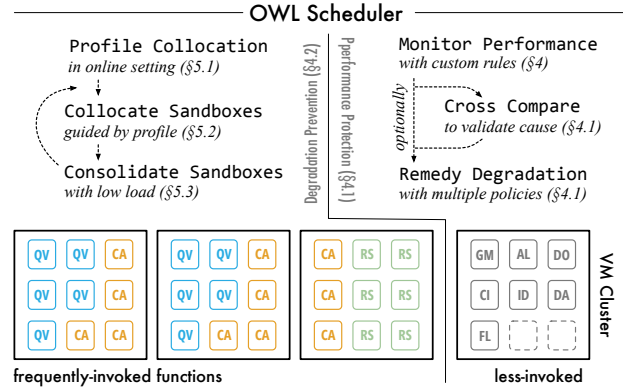 OWL Scheduler
Profile Collocation
in online setting (§5.1)
Collocate Sandboxes
guided by profile (§5.2)
Consolidate Sandboxes
with low load (§5.3)
Degradation Prevention (§4.2)
Pperformance Protection (§4.1)
Monitor Performance
with custom rules (§4)
optionally
Cross Compare
to validate cause (§4.1)
Remedy Degradation
with multiple policies (§4.1)
QV QV CA
QV QV CA
QV CA CA
QV QV CA
QV QV CA
QV CA CA
CA RS RS
CA RS RS
CA RS RS
GM AL DO
CI ID DA
FL
VM Cluster
frequently-invoked functions
less-invoked